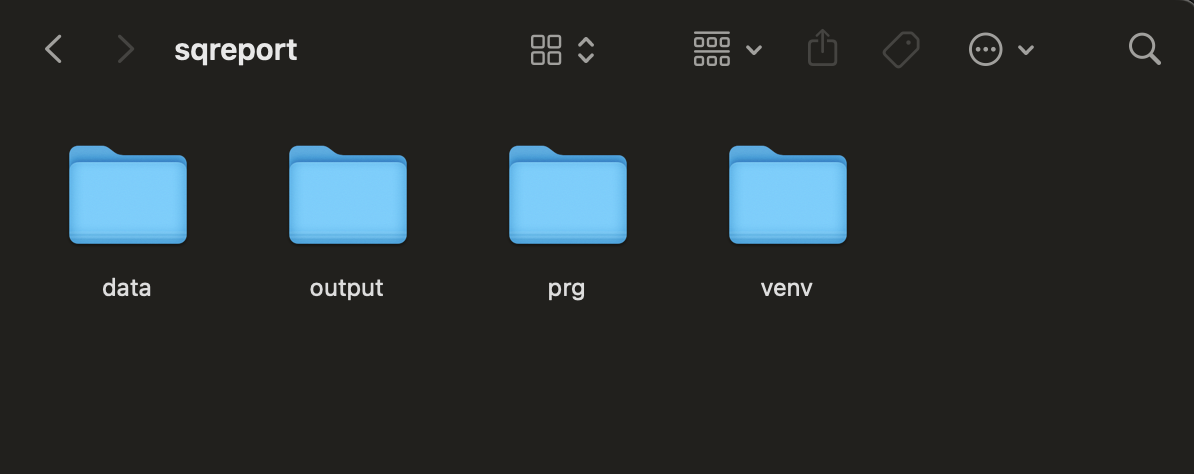 sqreport
data
output
prg
venv